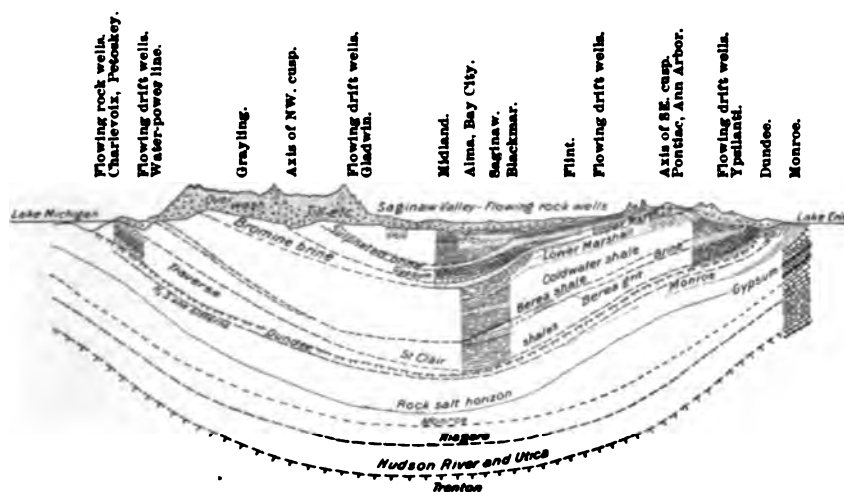 Flowing rock wells.
Charlevoix, Petoskey.
Flowing drift wells.
Water-power line.
Grayling.
Axis of NW. cusp.
Flowing drift wells.
Gladwin.
Midland.
Alma, Bay City.
Saginaw.
Blackmar.
Flint.
Flowing drift wells.
Axis of SE. cusp.
Pontiac, Ann Arbor.
Flowing drift wells.
Ypsilanti.
Dundee.
Monroe.
Lake Michigan
Saginaw Valley-Flowing rock wells
Lake Erie
Bromine brine
Lower Marshall
Coldwater shale
Berea shale
Brine
Berea Grit
Monroe
Gypsum
Traverse
Dundee
St Clair
shales
Rock salt horizon
Monroe
Niagara
Hudson River and Utica
Trenton